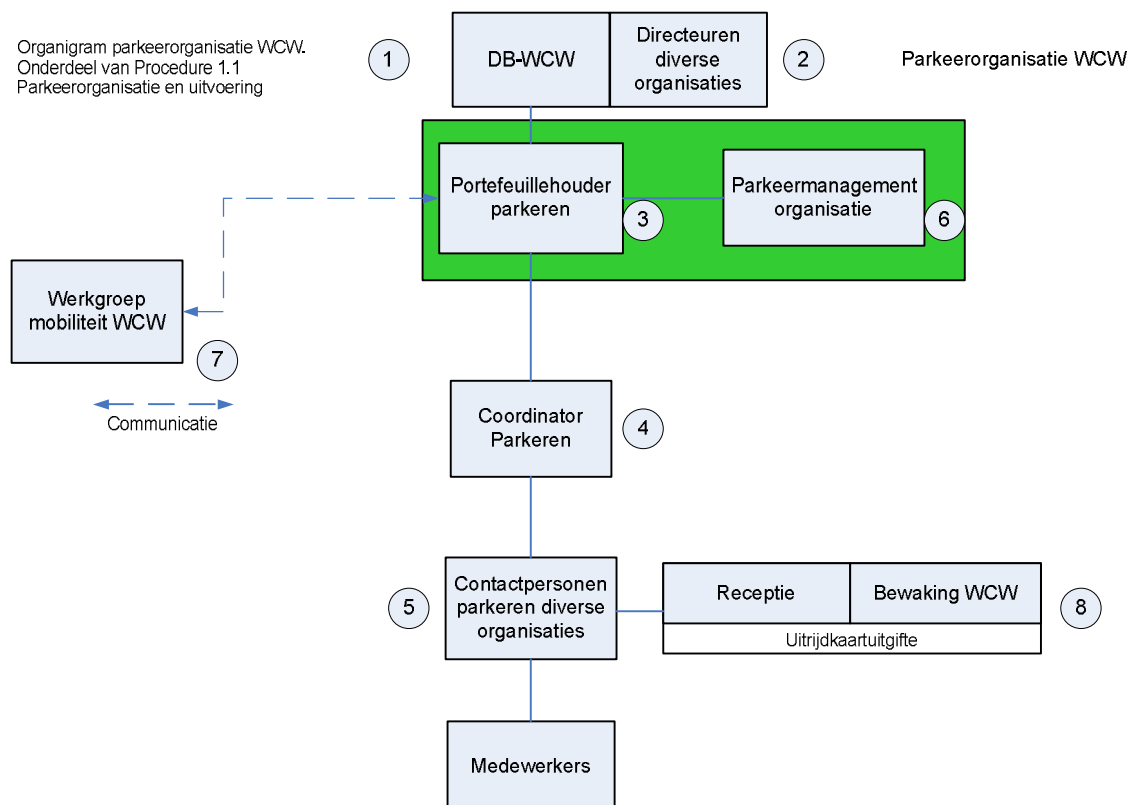 Organigram parkeerorganisatie WCW.
Onderdeel van Procedure 1.1
Parkeerorganisatie en uitvoering
1
DB-WCW
Directeuren
diverse
organisaties
2
Parkeerorganisatie WCW
Portefeuillehouder
parkeren
3
Parkeermanagement
organisatie
6
Werkgroep
mobiliteit WCW
7
Communicatie
Coordinator
Parkeren
4
5
Contactpersonen
parkeren diverse
organisaties
Receptie
Bewaking WCW
8
Uitrijdkaartuitgifte
Medewerkers